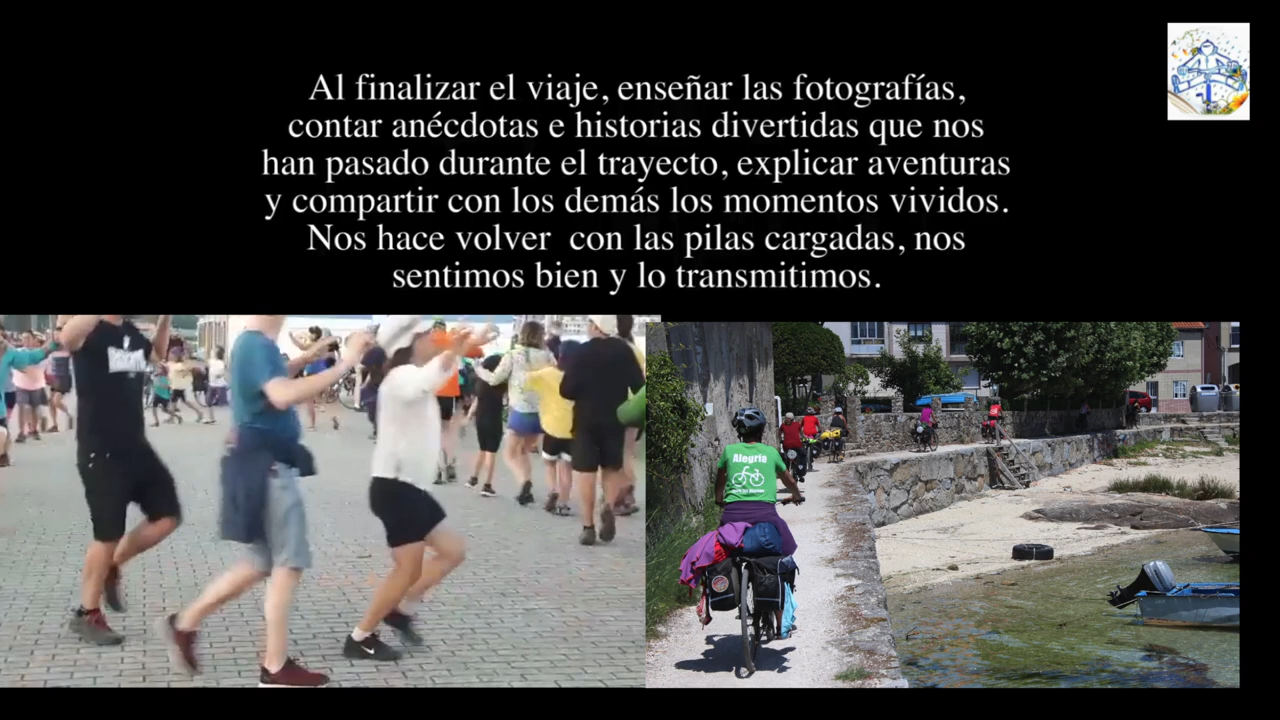 Al finalizar el viaje, enseñar las fotografías,
contar anécdotas e historias divertidas que nos
han pasado durante el trayecto, explicar aventuras
y compartir con los demás los momentos vividos.
Nos hace volver con las pilas cargadas, nos
sentimos bien y lo transmitimos.
Alegría